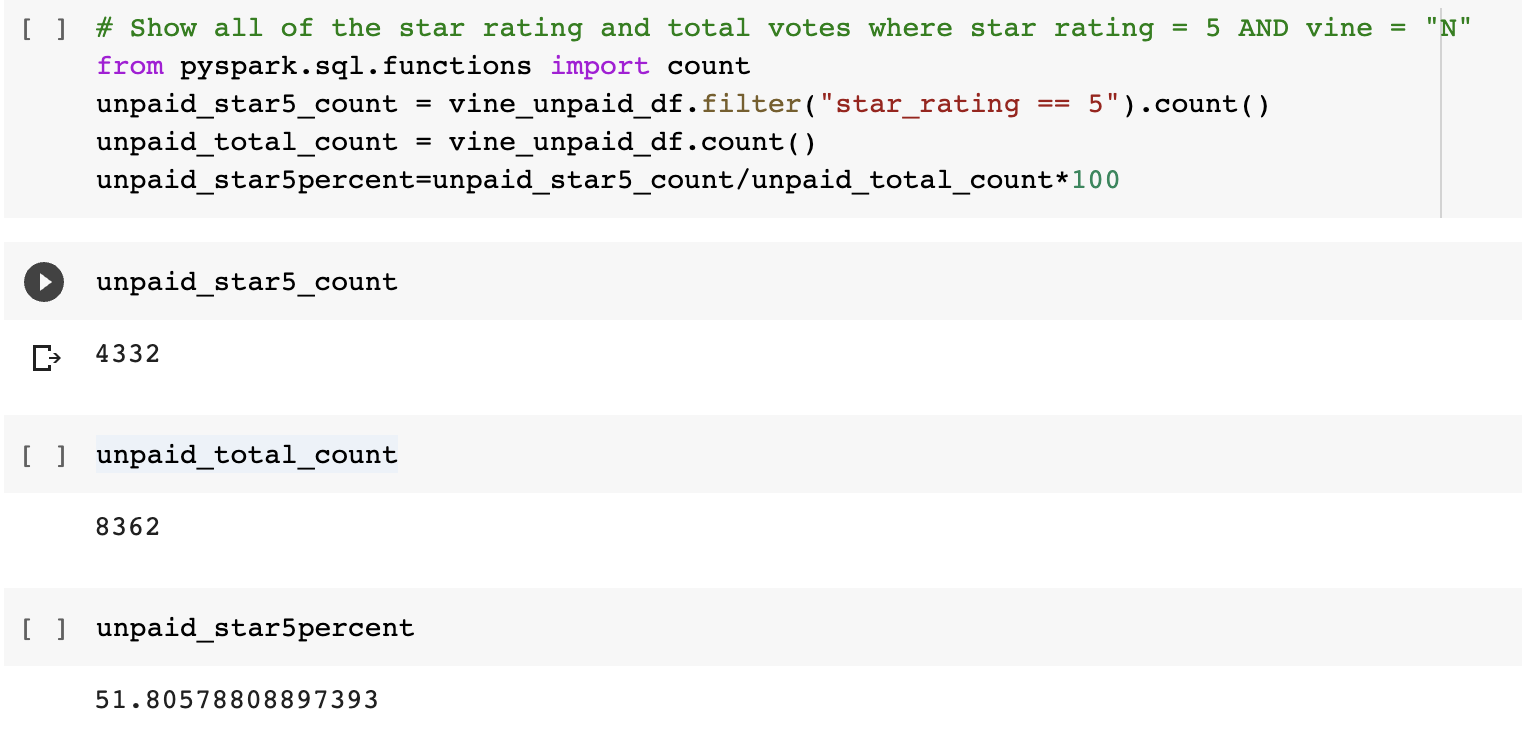 [ ] # Show all of the star rating and total votes where star rating = 5 AND vine = "N"
from pyspark.sql.functions import count
unpaid_star5_count = vine_unpaid_df.filter("star_rating == 5").count()
unpaid_total_count = vine_unpaid_df.count()
unpaid_star5percent=unpaid_star5_count/unpaid_total_count*100
unpaid_star5_count
4332
[ ] unpaid_total_count
8362
[ ] unpaid_star5percent
51.80578808897393